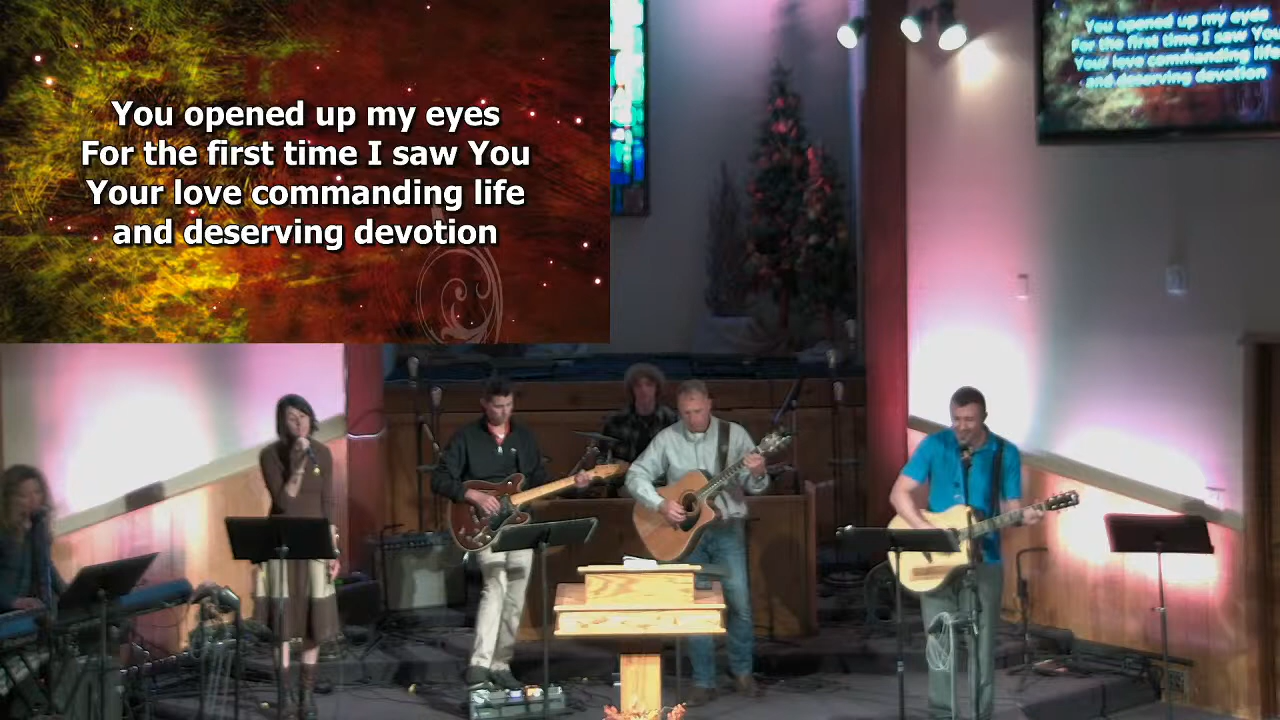 You opened up my eyes
For the first time I saw You
Your love commanding life
and deserving devotion
You opened up my eyes
For the first time I saw You
Your love commanding life
and deserving devotion